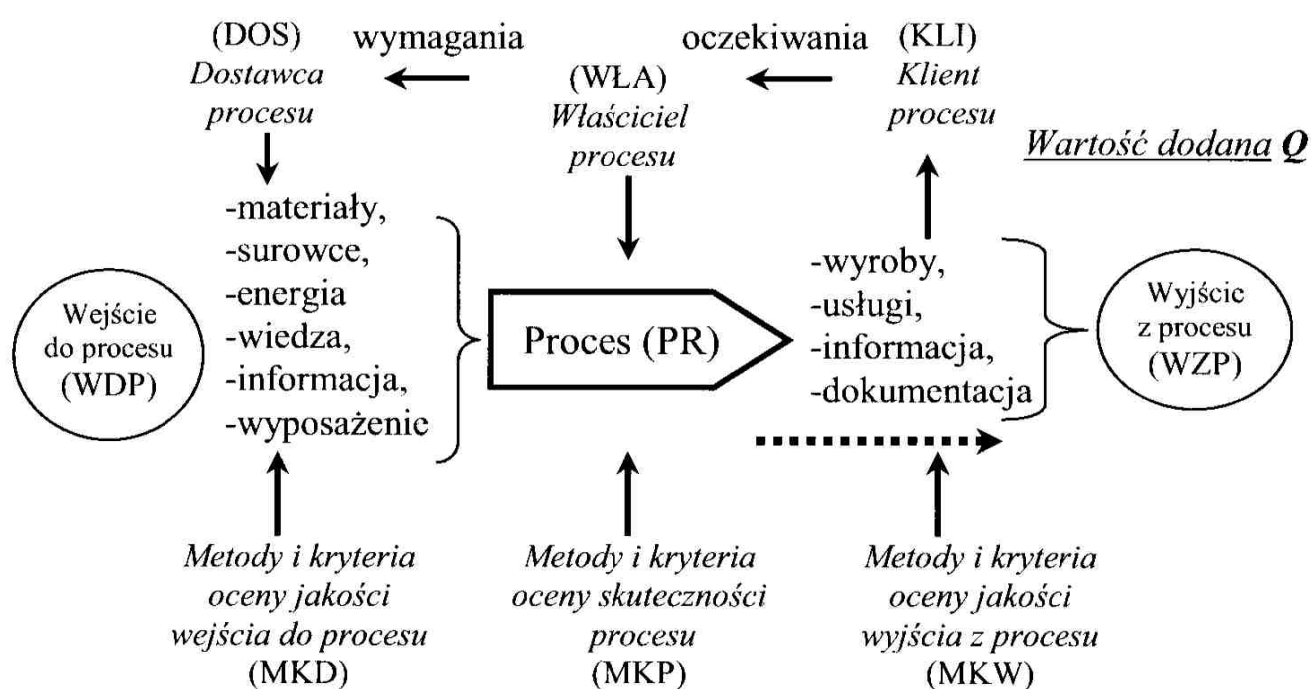 (DOS)
Dostawca
procesu
wymagania
(WŁA)
Właściciel
procesu
oczekiwania
(KLI)
Klient
procesu
Wartość dodana Q
Wejście
do procesu
(WDP)
-materiały,
-surowce,
-energia
-wiedza,
-informacja,
-wyposażenie
Proces (PR)
-wyroby,
-usługi,
-informacja,
-dokumentacja
Wyjście
z procesu
(WZP)
Metody i kryteria
oceny jakości
wejścia do procesu
(MKD)
Metody i kryteria
oceny skuteczności
procesu
(MKP)
Metody i kryteria
oceny jakości
wyjścia z procesu
(MKW)